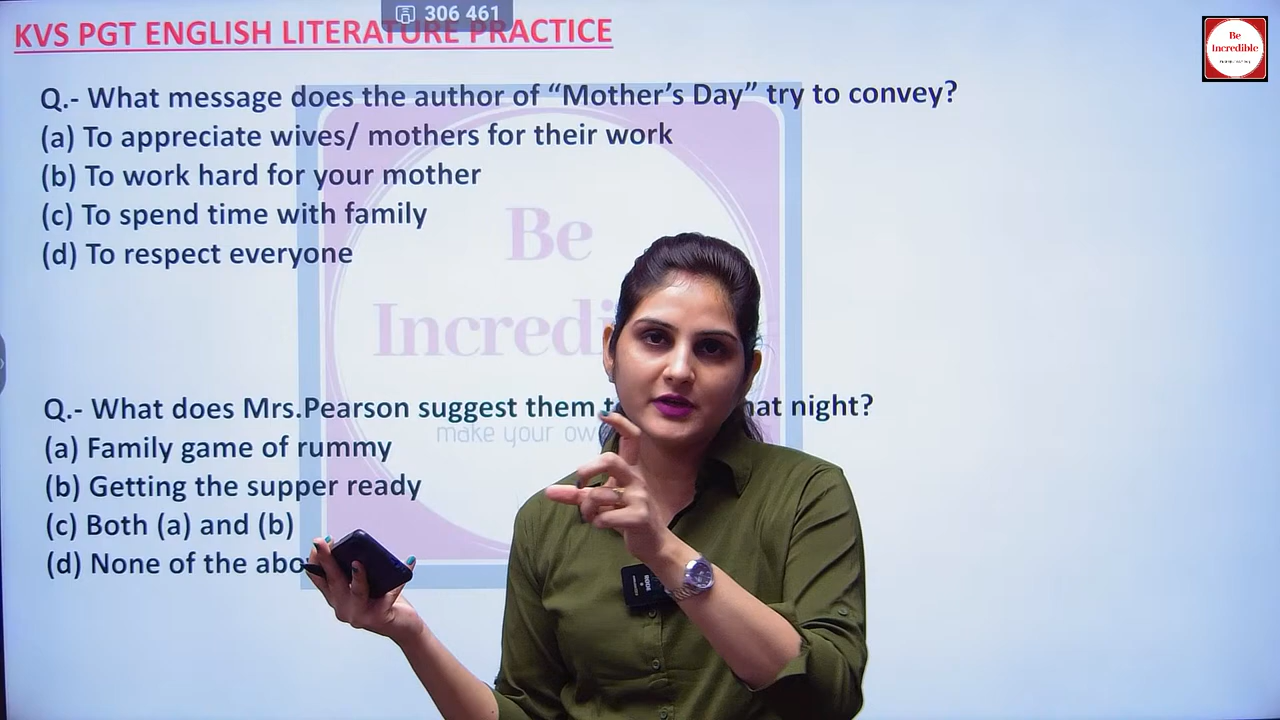 306 461
KVS PGT ENGLISH LITERATURE PRACTICE
Be
Incredible
Q.- What message does the author of “Mother’s Day” try to convey?
(a) To appreciate wives/ mothers for their work
(b) To work hard for your mother
(c) To spend time with family
(d) To respect everyone
Be
Q.- What does Mrs.Pearson suggest them night?
make your
(a) Family game of rummy
(b) Getting the supper ready
(c) Both (a) and (b)
(d) None of the